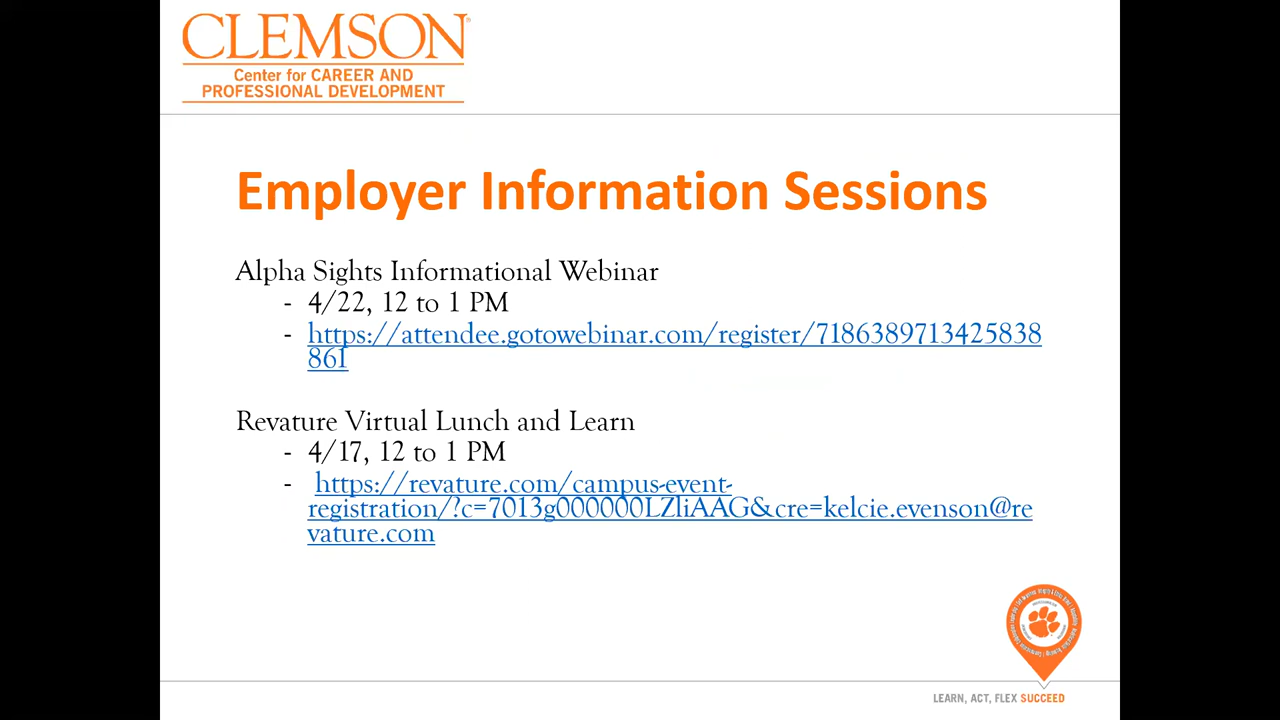 CLEMSON®
Center for CAREER AND
PROFESSIONAL DEVELOPMENT
Employer Information Sessions
Alpha Sights Informational Webinar
- 4/22, 12 to 1 PM
- https://attendee.gotowebinar.com/register/7186389713425838
861
Revature Virtual Lunch and Learn
- 4/17, 12 to 1 PM
- https://revature.com/campus-event-
registration/?c=7013g000000LZliAAG&cre=kelcie.evenson@re
vature.com
LEARN, ACT, FLEX SUCCEED